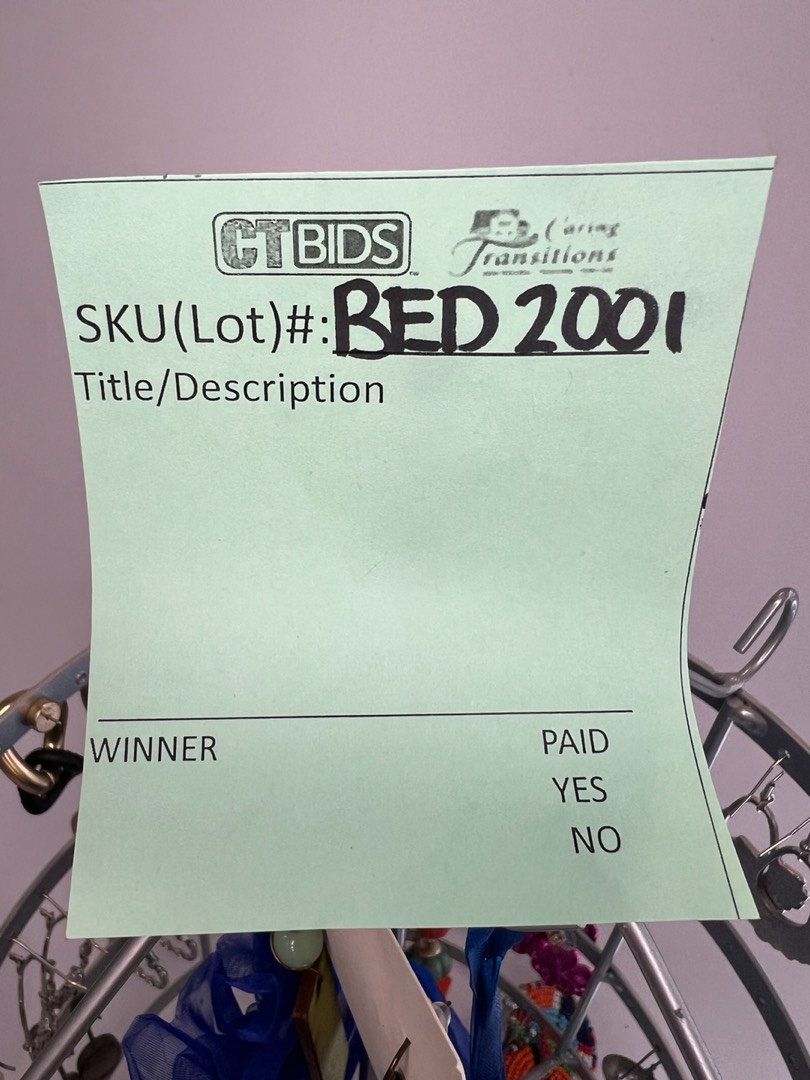 CTBIDS
Caring
Transitions
SKU(Lot)#: BED 2001
Title/Description
WINNER PAID
YES
NO